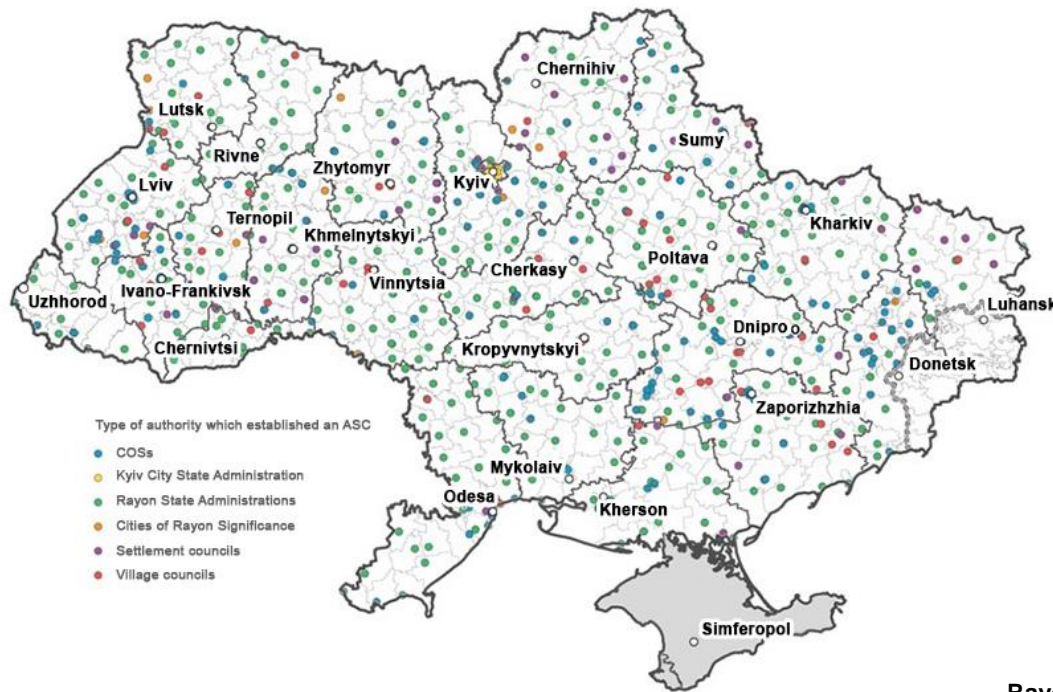 Chernihiv
Lutsk
Sumy
Rivne
Zhytomyr
Kyiv
Lviv
Kharkiv
Ternopil
Khmelnytskyi
Poltava
Cherkasy
Vinnytsia
Uzhhorod
Ivano-Frankivsk
Luhansk
Dnipro
Chernivtsi
Kropyvnytskyi
Donetsk
Zaporizhzhia
Type of authority which established an ASC
COSs
Kyiv City State Administration
Rayon State Administrations
Cities of Rayon Significance
Settlement councils
Village councils
Mykolaiv
Odesa
Kherson
Simferopol